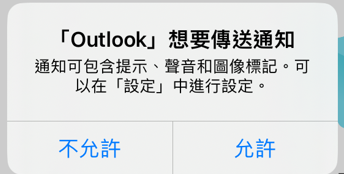 「Outlook」想要傳送通知
通知可包含提示、聲音和圖像標記。可
以在「設定」中進行設定。
不允許
允許